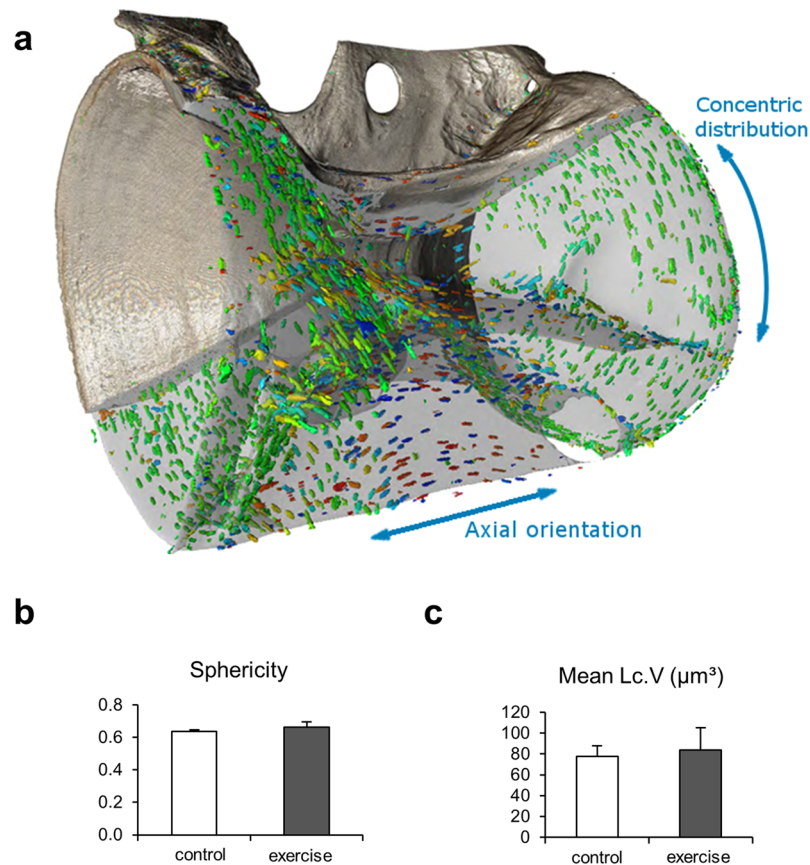 a
Concentric
distribution
Axial orientation
b
Sphericity
0.8
0.6
0.4
0.2
0.0
control
exercise
c
Mean Lc.V (µm³)
120
100
80
60
40
20
0
control
exercise